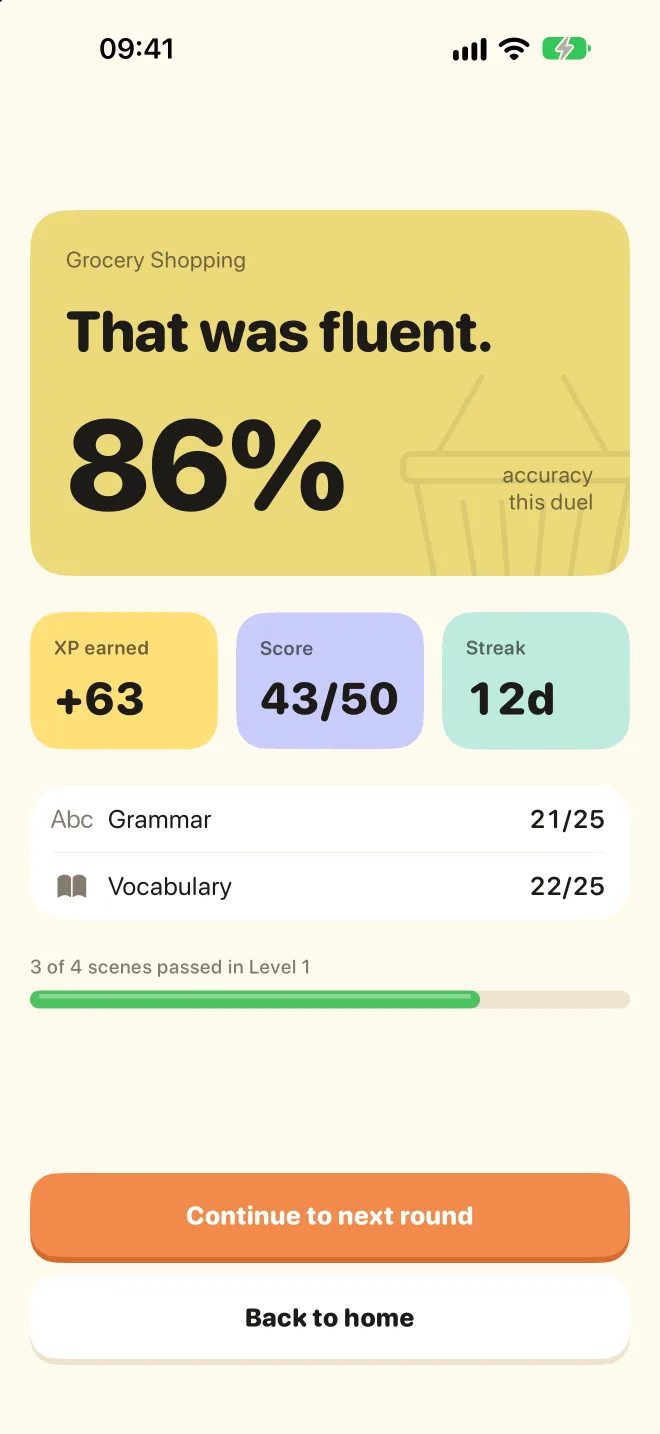 09:41
Grocery Shopping
That was fluent.
86%
accuracy
this duel
XP earned
+63
Score
43/50
Streak
12d
Abc Grammar 21/25
Vocabulary 22/25
3 of 4 scenes passed in Level 1
Continue to next round
Back to home